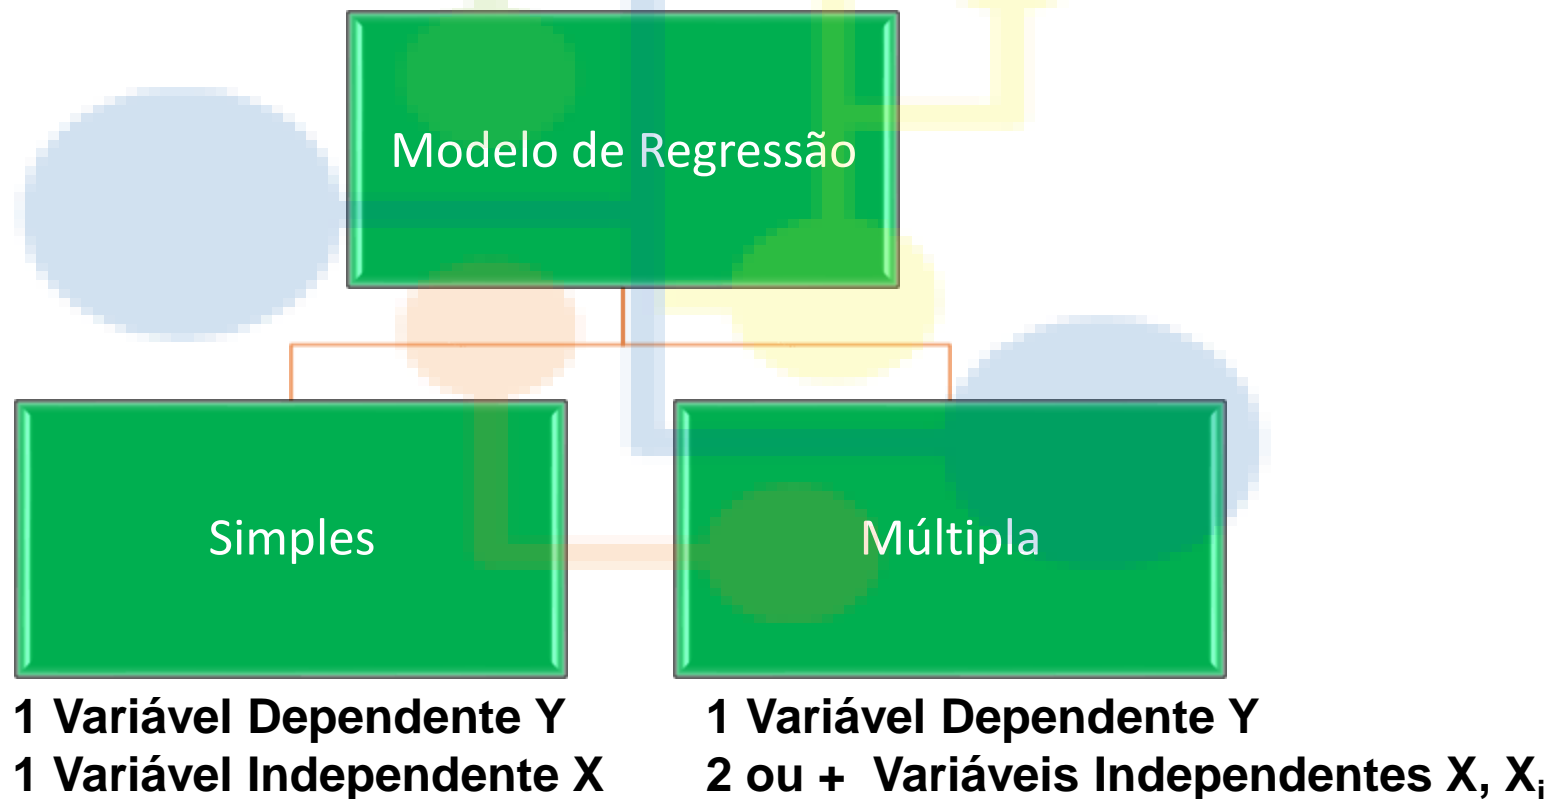 Modelo de Regressão
Simples
Múltipla
1 Variável Dependente Y
1 Variável Independente X
1 Variável Dependente Y
2 ou + Variáveis Independentes X, Xi